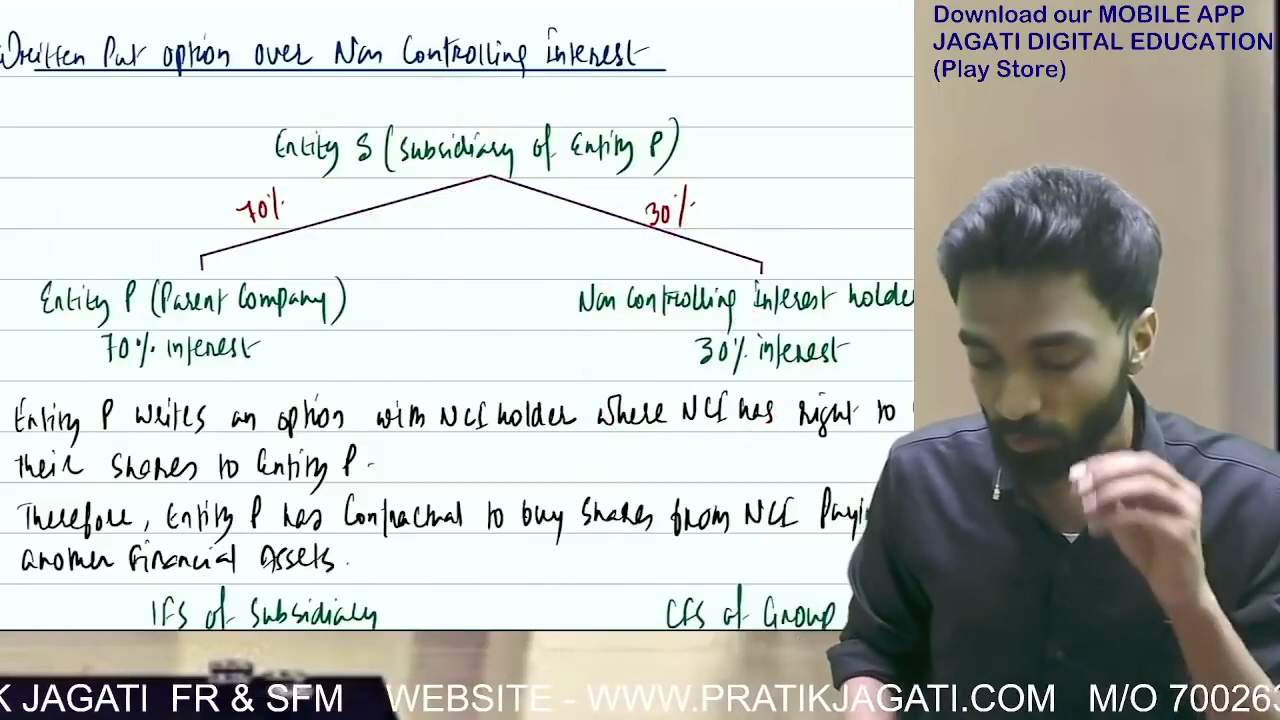 Written Put option over Non Controlling Interest
Entity S (Subsidiary of Entity P)
70%
30%
Entity P (Parent Company)
Non Controlling Interest holder
70% interest
30% interest
Entity P writes an option with NCI holder where NCI has right to
their shares to Entity P.
Therefore, Entity P has Contractual to buy shares from NCI
another Financial Assets.
IFS of Subsidiary
CFS of Group
Download our MOBILE APP
JAGATI DIGITAL EDUCATION
(Play Store)
K JAGATI FR & SFM WEBSITE - WWW.PRATIKJAGATI.COM M/O 70026